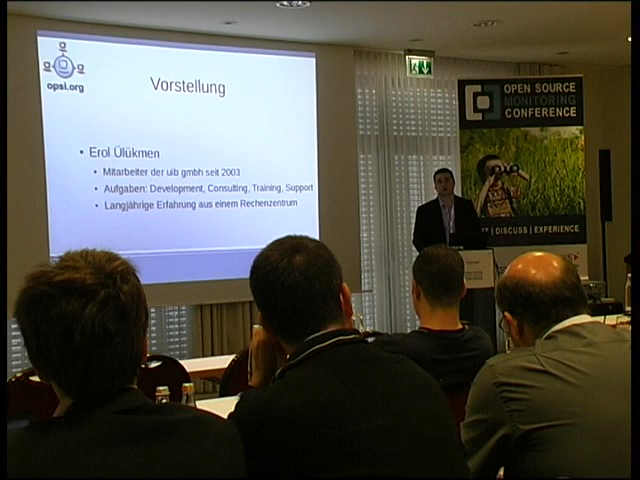 opsi.org
Vorstellung
• Erol Ülükmen
• Mitarbeiter der uib gmbh seit 2003
• Aufgaben: Development, Consulting, Training, Support
• Langjährige Erfahrung aus einem Rechenzentrum
OPEN SOURCE
MONITORING
CONFERENCE
| DISCUSS | EXPERIENCE